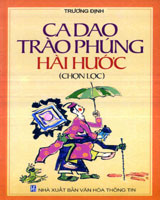 TRƯƠNG ĐỊNH
CA DAO
TRÀO PHÚNG
HÀI HƯỚC
(CHỌN LỌC)
NHÀ XUẤT BẢN VĂN HÓA THÔNG TIN